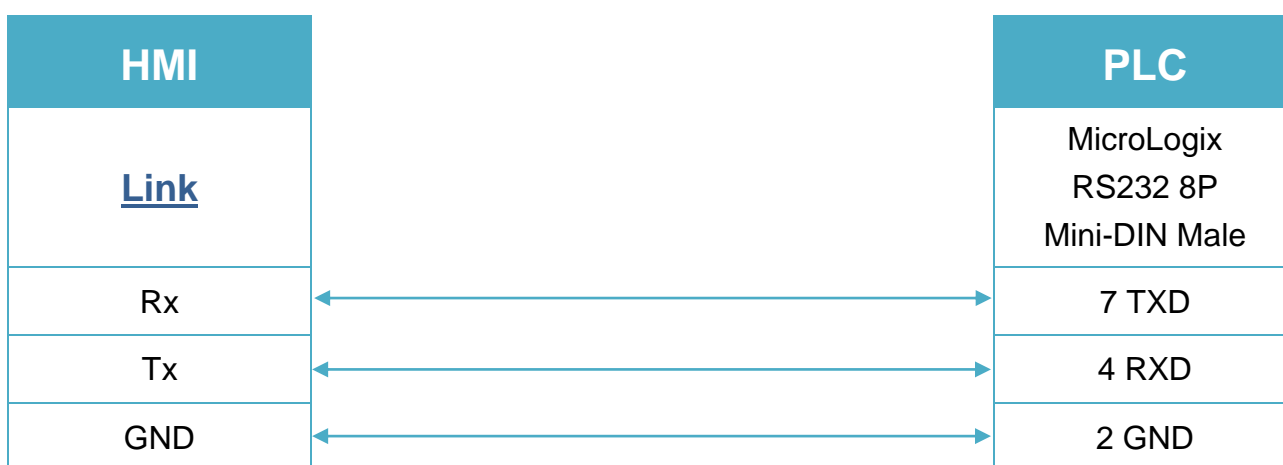 HMI
PLC
Link
MicroLogix
RS232 8P
Mini-DIN Male
Rx
7 TXD
Tx
4 RXD
GND
2 GND